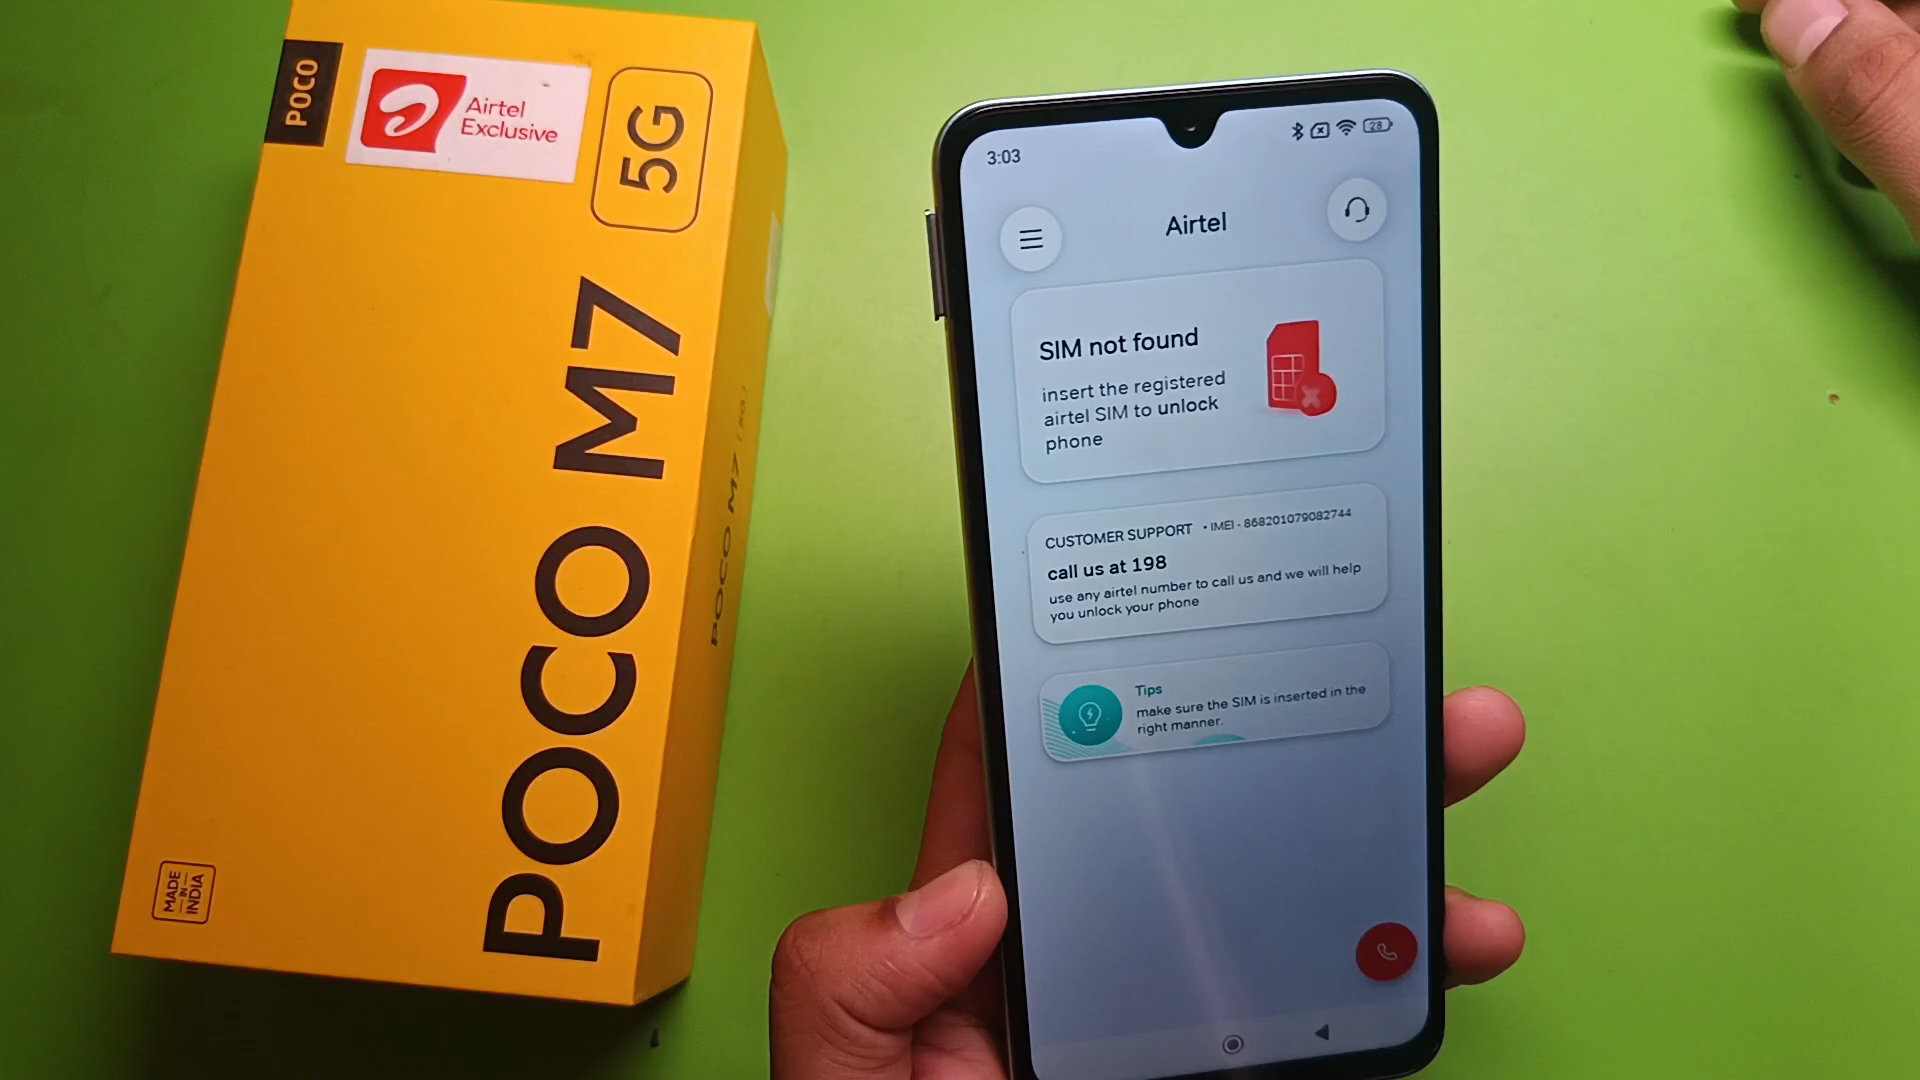 POCO
Airtel
Exclusive
5G
POCO M7
POCO M7 (5G)
MADE
IN
INDIA
3:03
28
Airtel
SIM not found
insert the registered
airtel SIM to unlock
phone
CUSTOMER SUPPORT • IMEI - 868201079082744
call us at 198
use any airtel number to call us and we will help
you unlock your phone
Tips
make sure the SIM is inserted in the
right manner.